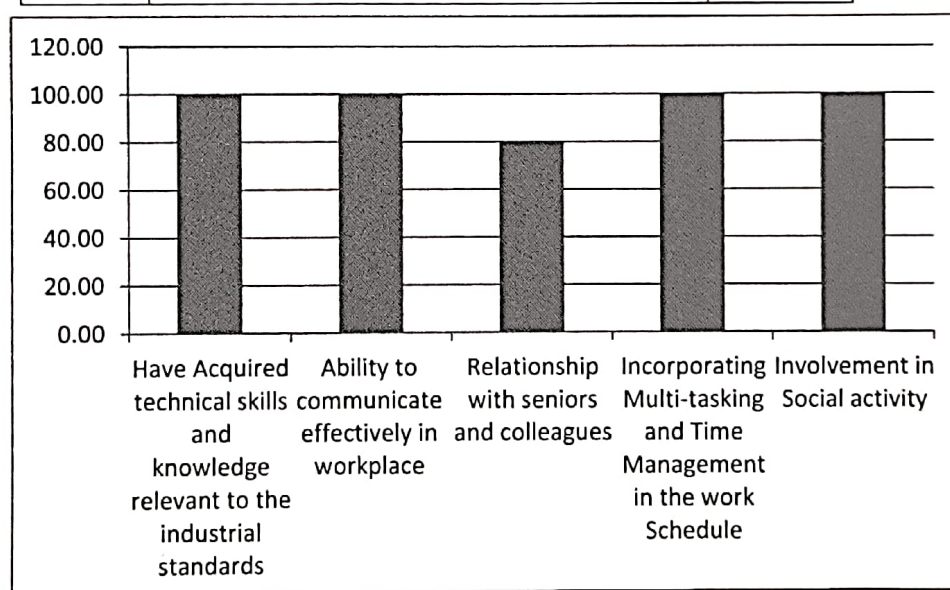 120.00
100.00
80.00
60.00
40.00
20.00
0.00
Have Acquired
technical skills
and
knowledge
relevant to the
industrial
standards
Ability to
communicate
effectively in
workplace
Relationship
with seniors
and colleagues
Incorporating
Multi-tasking
and Time
Management
in the work
Schedule
Involvement in
Social activity